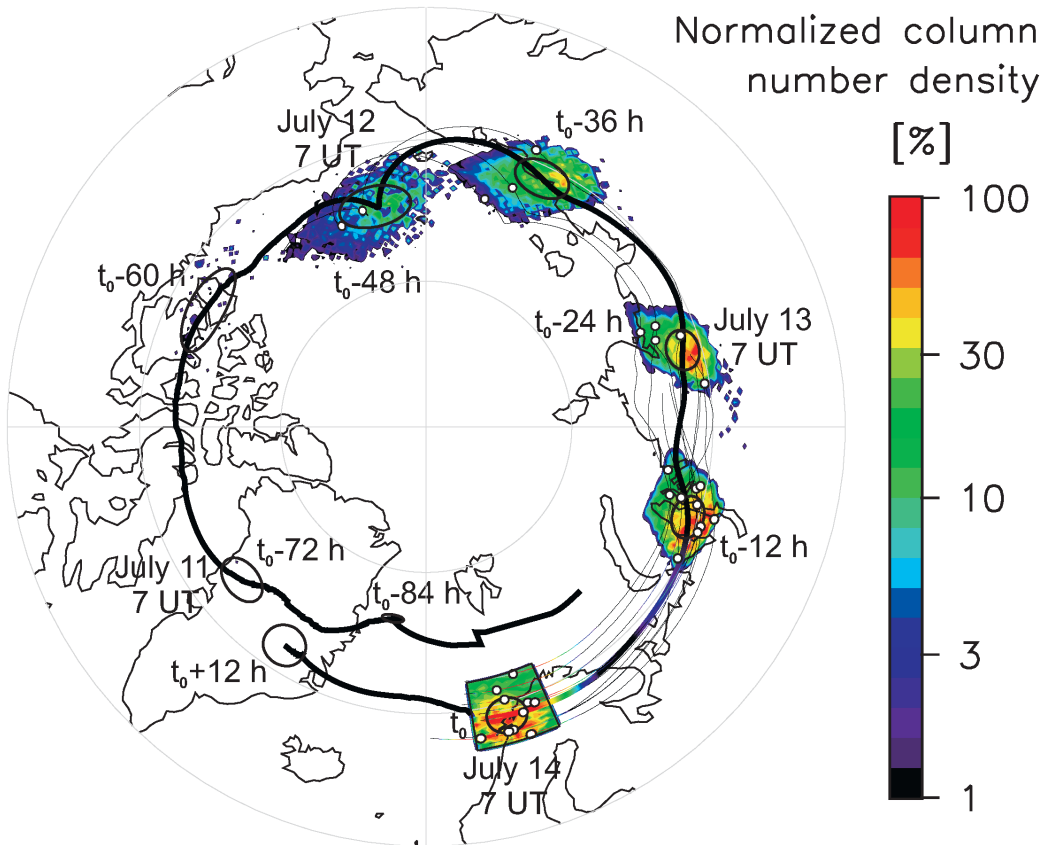 Normalized column
number density
[%]
100
30
10
3
1
July 12
7 UT
t₀-36 h
t₀-60 h
t₀-48 h
t₀-24 h
July 13
7 UT
t₀-12 h
t₀-72 h
July 11
7 UT
t₀-84 h
t₀+12 h
t₀
July 14
7 UT